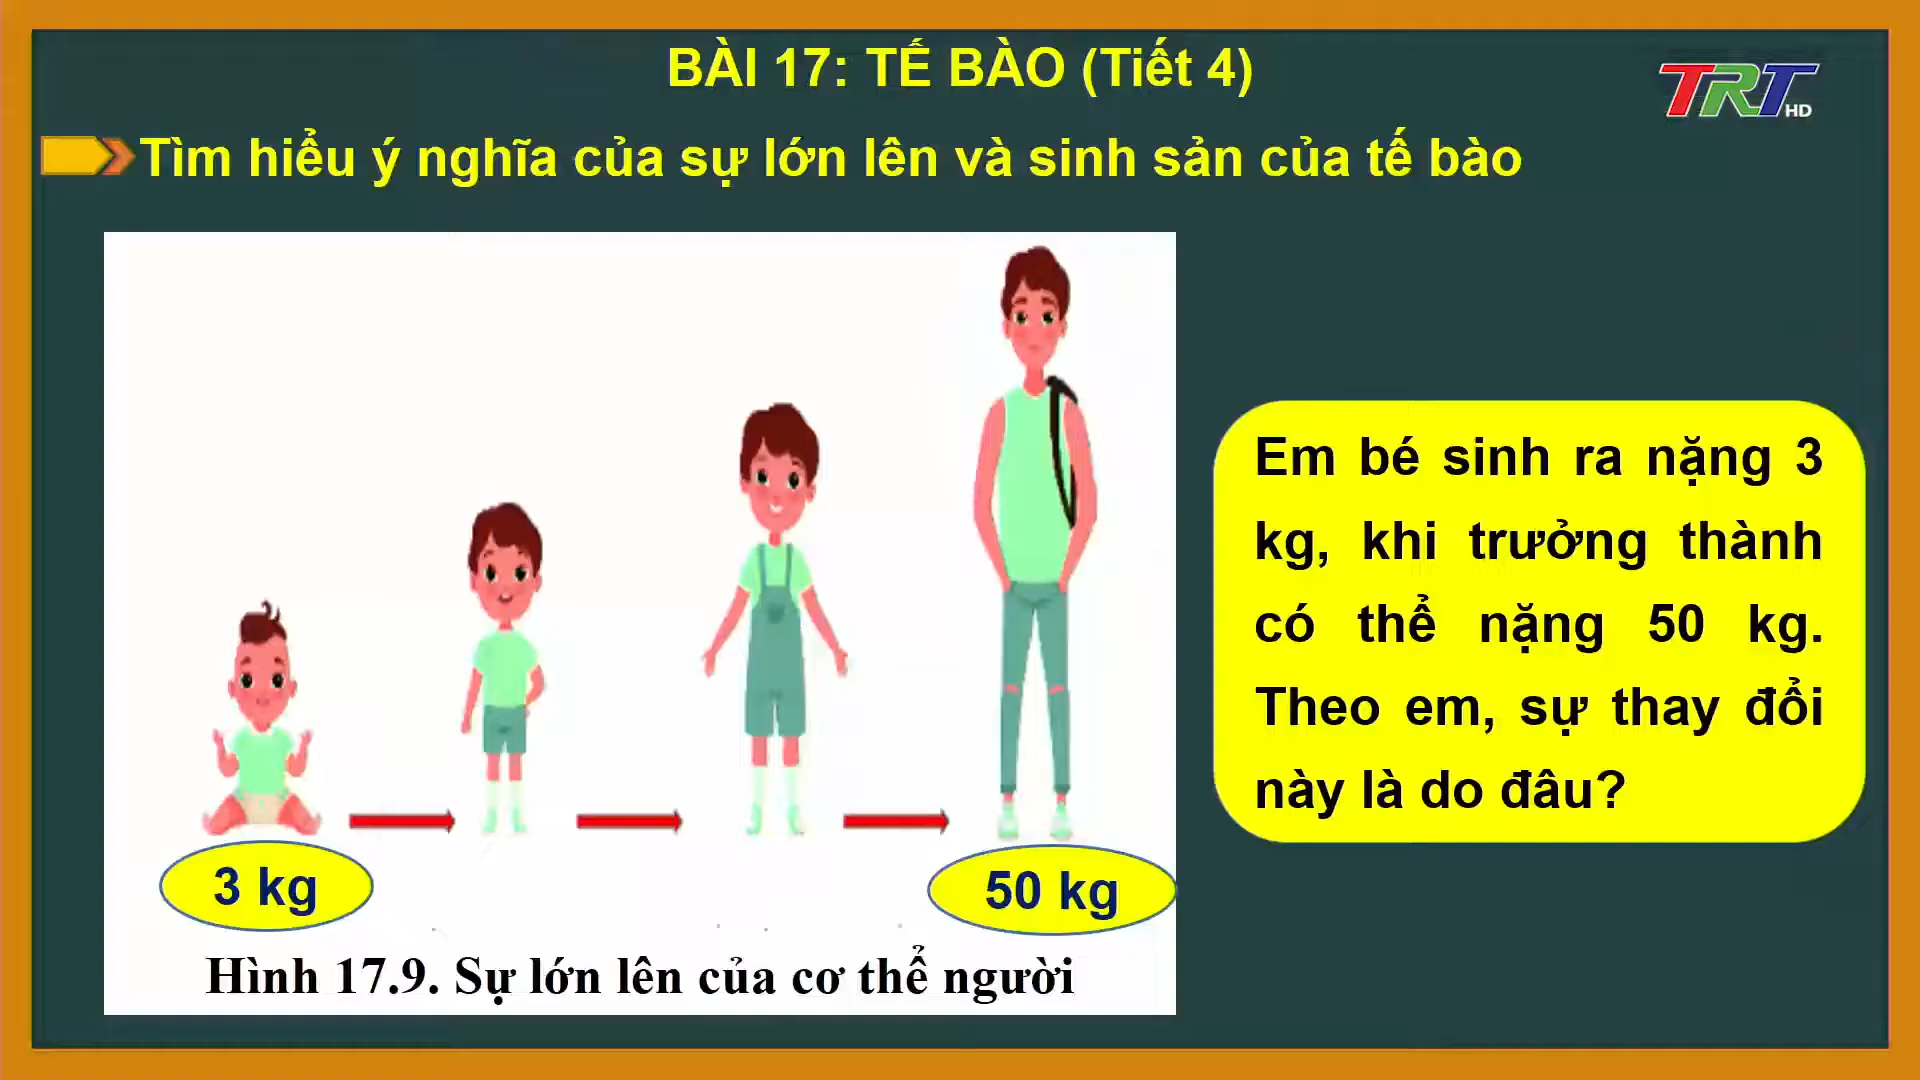 BÀI 17: TẾ BÀO (Tiết 4)
TRT HD
Tìm hiểu ý nghĩa của sự lớn lên và sinh sản của tế bào
Em bé sinh ra nặng 3
kg, khi trưởng thành
có thể nặng 50 kg.
Theo em, sự thay đổi
này là do đâu?
3 kg
50 kg
Hình 17.9. Sự lớn lên của cơ thể người